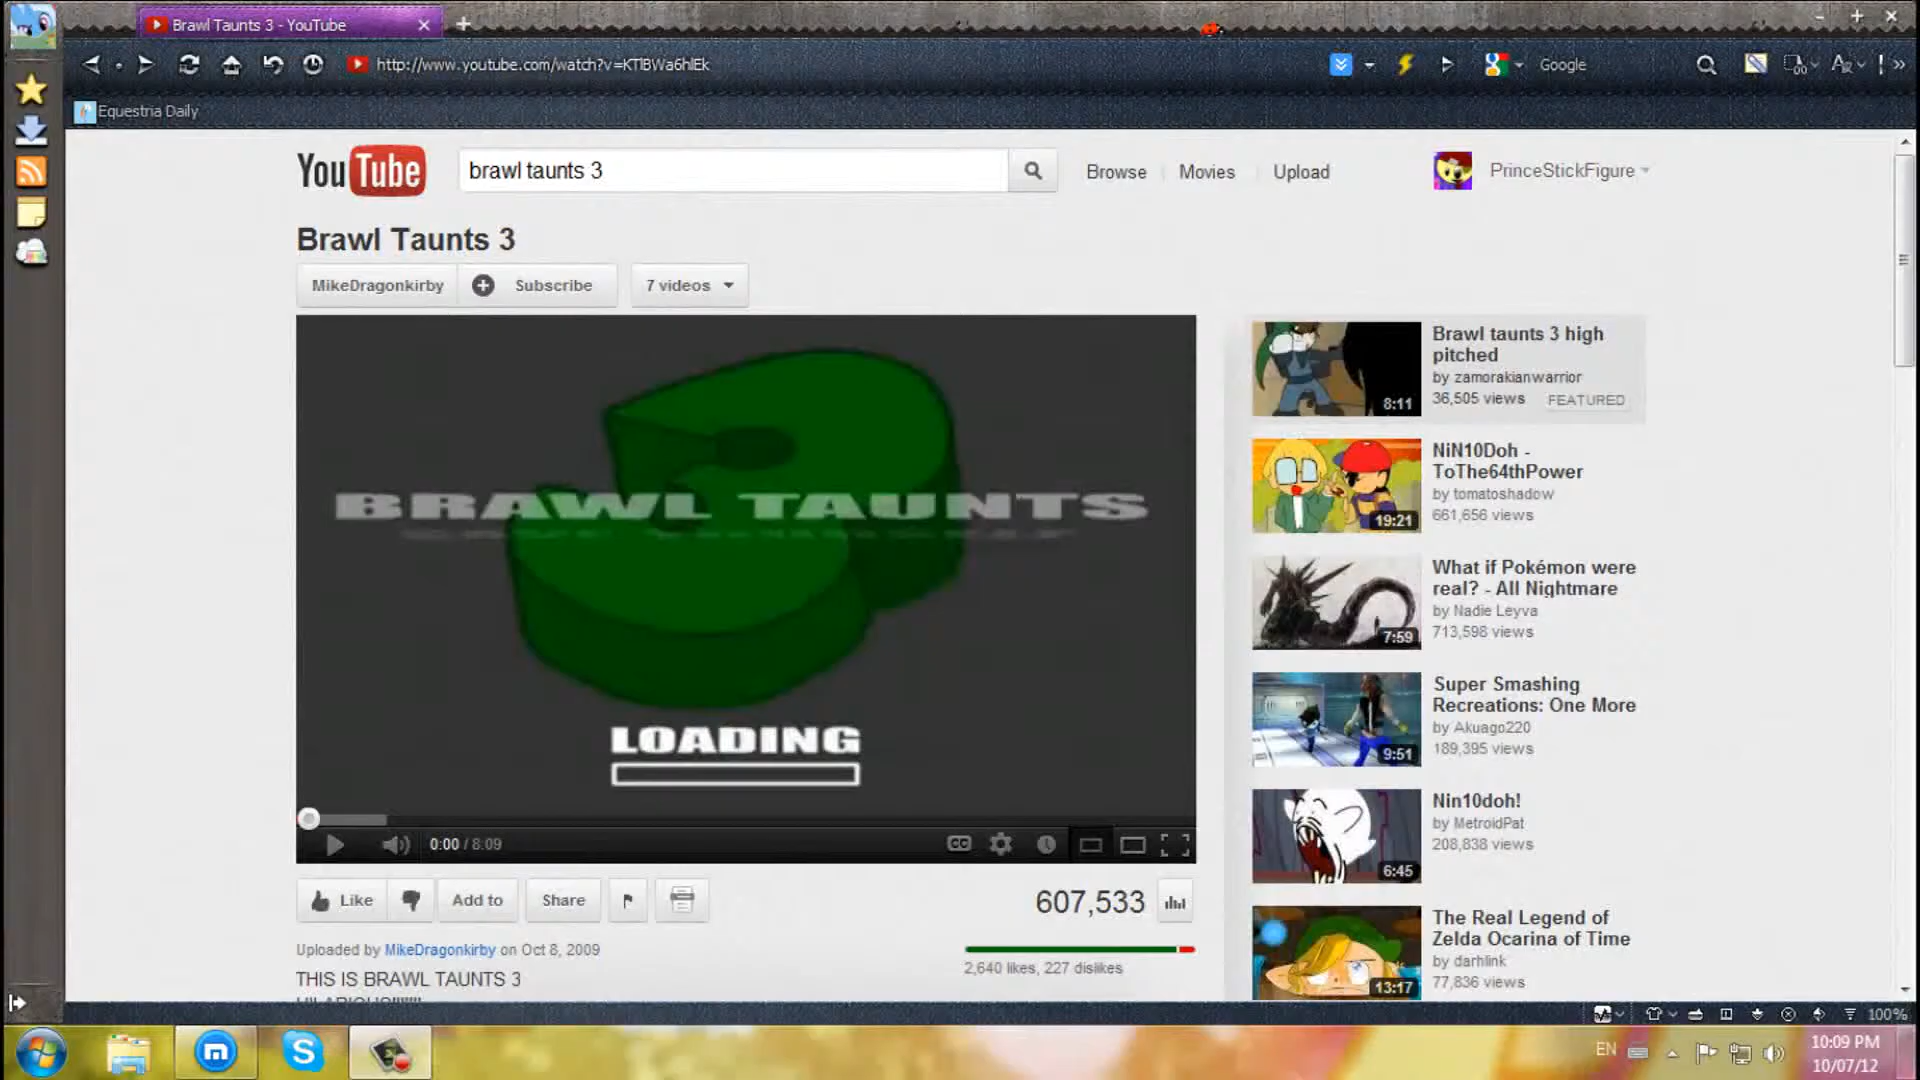 Brawl Taunts 3 - YouTube
http://www.youtube.com/watch?v=KTlBWa6hlEk
Google
Equestria Daily
YouTube
brawl taunts 3
Browse
Movies
Upload
PrinceStickFigure
Brawl Taunts 3
MikeDragonkirby
Subscribe
7 videos
BRAWL TAUNTS
LOADING
0:00 / 8:09
CC
Like
Add to
Share
607,533
Uploaded by MikeDragonkirby on Oct 8, 2009
2,640 likes, 227 dislikes
THIS IS BRAWL TAUNTS 3
8:11
Brawl taunts 3 high
pitched
by zamorakianwarrior
36,505 views
FEATURED
19:21
NiN10Doh -
ToThe64thPower
by tomatoshadow
661,656 views
7:59
What if Pokémon were
real? - All Nightmare
by Nadie Leyva
713,598 views
9:51
Super Smashing
Recreations: One More
by Akuago220
189,395 views
6:45
Nin10doh!
by MetroidPat
208,838 views
13:17
The Real Legend of
Zelda Ocarina of Time
by darhlink
77,836 views
100%
EN
10:09 PM
10/07/12